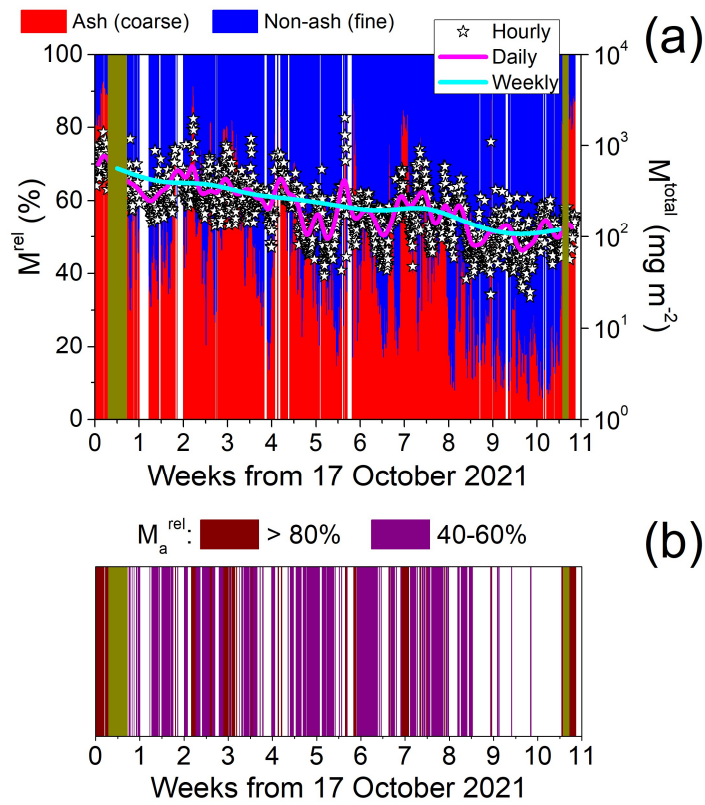 Ash (coarse) Non-ash (fine)
(a)
Hourly
Daily
Weekly
100
80
60
40
20
0
M^rel (%)
10^4
10^3
10^2
10^1
10^0
M^total (mg m^-2)
0 1 2 3 4 5 6 7 8 9 10 11
Weeks from 17 October 2021
(b)
M_a^rel: > 80% 40-60%
0 1 2 3 4 5 6 7 8 9 10 11
Weeks from 17 October 2021